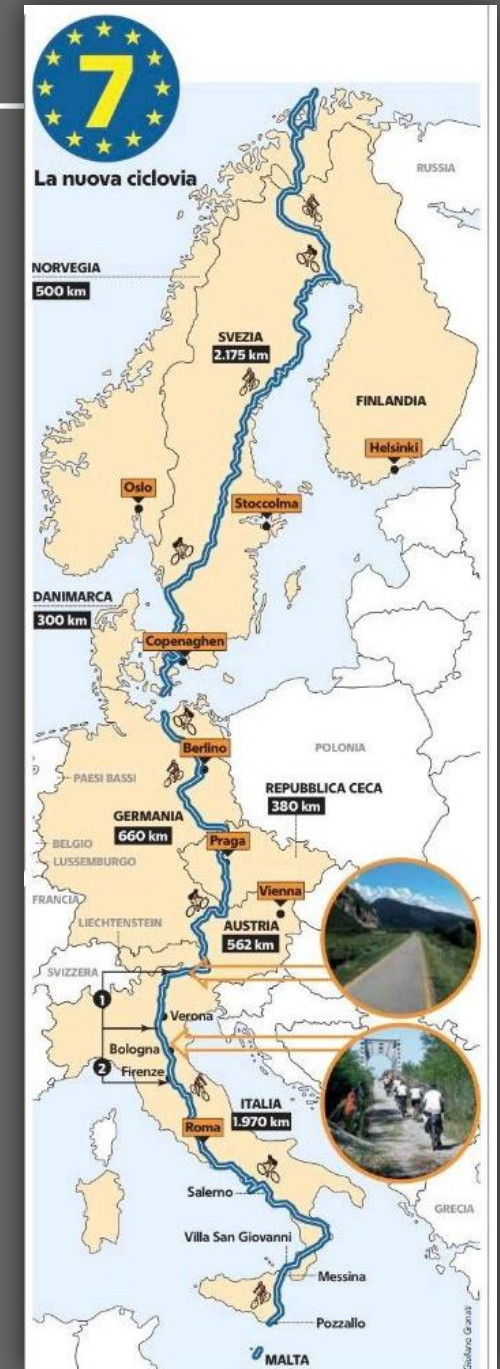 7
La nuova ciclovia
RUSSIA
NORVEGIA
500 km
SVEZIA
2.175 km
FINLANDIA
Helsinki
Oslo
Stoccolma
DANIMARCA
300 km
Copenaghen
Berlino
POLONIA
PAESI BASSI
REPUBBLICA CECA
380 km
GERMANIA
660 km
Praga
BELGIO
LUSSEMBURGO
Vienna
FRANCIA
AUSTRIA
562 km
LIECHTENSTEIN
SVIZZERA
1
Verona
Bologna
2
Firenze
ITALIA
1.970 km
Roma
Salerno
GRECIA
Villa San Giovanni
Messina
Pozzallo
MALTA
Giuliano Granati